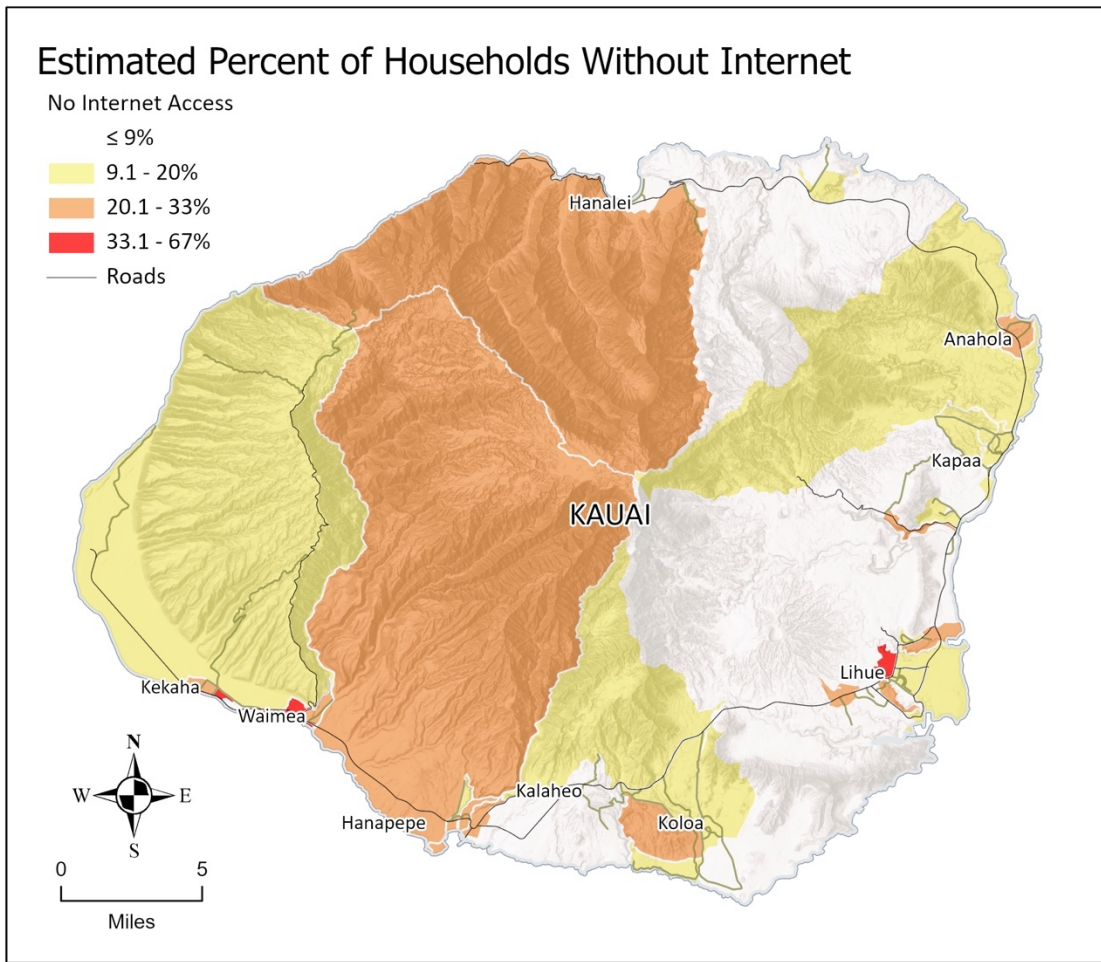 Estimated Percent of Households Without Internet
No Internet Access
≤ 9%
9.1 - 20%
20.1 - 33%
33.1 - 67%
Roads
Hanalei
Anahola
Kapaa
KAUAI
Lihue
Kekaha
Waimea
Kalaheo
Hanapepe
Koloa
N
W E
S
0 5
Miles